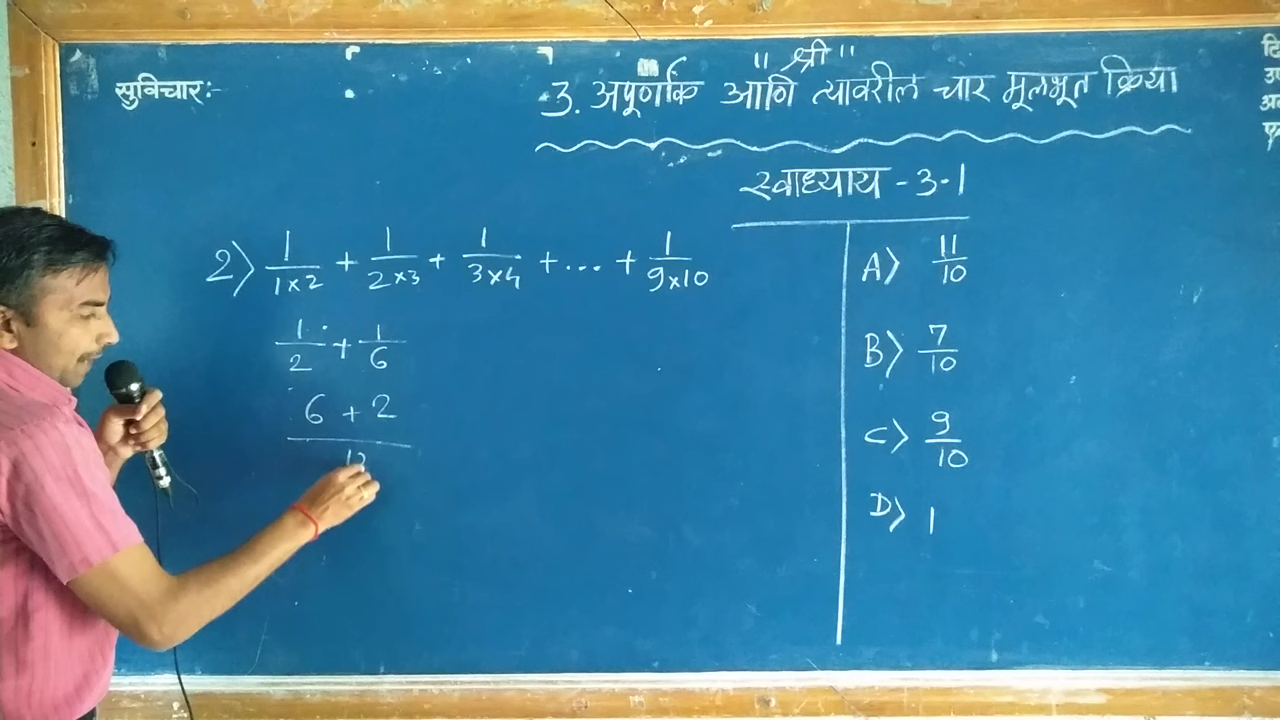 " श्री "
सुविचार:-
3. अपूर्णांक आणि त्यावरील चार मूलभूत क्रिया
स्वाध्याय - 3.1
2) 1/1×2 + 1/2×3 + 1/3×4 + ... + 1/9×10
1/2 + 1/6
6 + 2
A) 11/10
B) 7/10
C) 9/10
D) 1